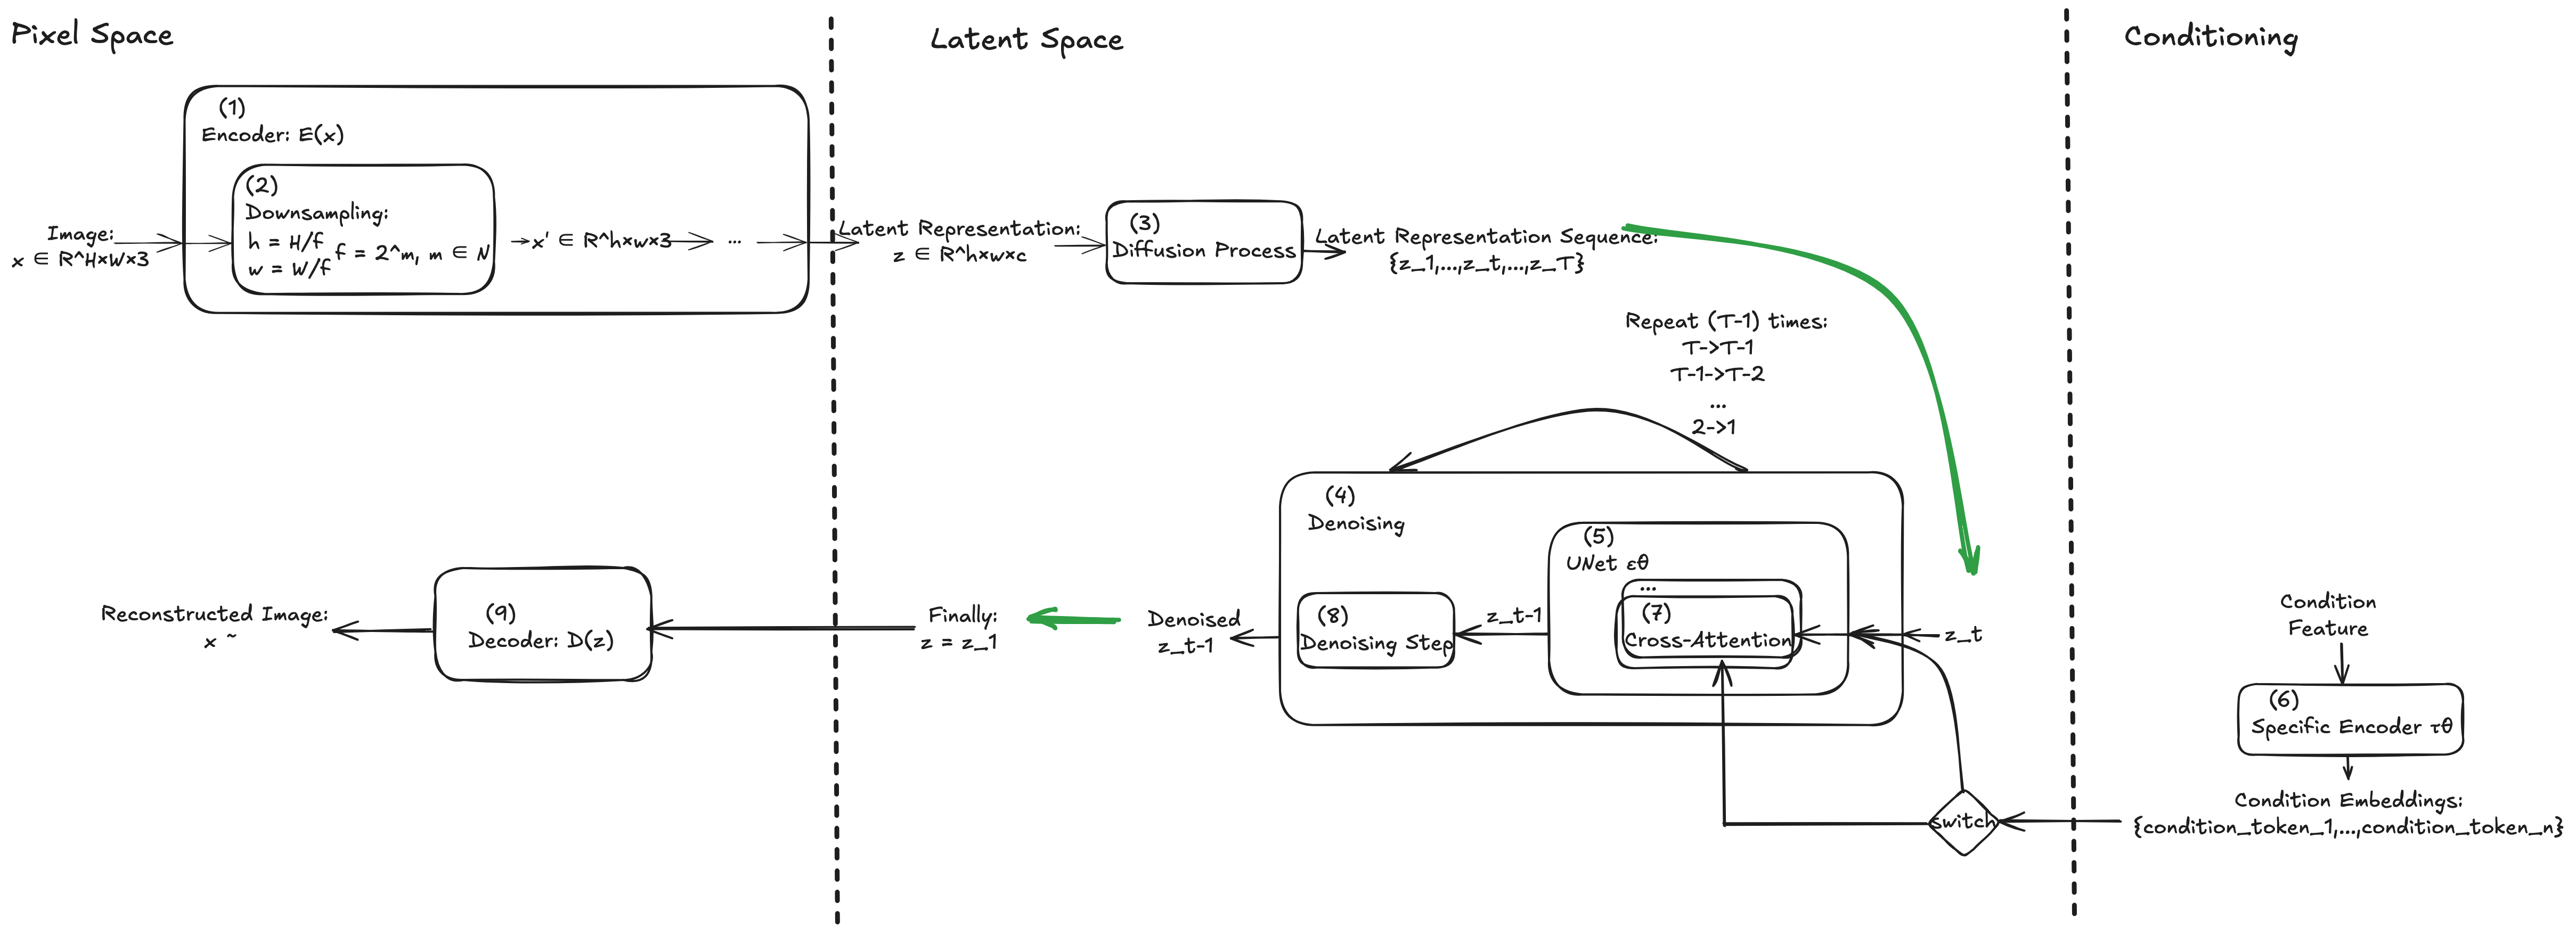 Pixel Space
Latent Space
Conditioning
(1)
Encoder: E(x)
(2)
Downsampling:
h = H/f
w = W/f
f = 2^m, m ∈ N
Image:
x ∈ R^H×W×3
x' ∈ R^h×w×3
...
Latent Representation:
z ∈ R^h×w×c
(3)
Diffusion Process
Latent Representation Sequence:
{z_1,...,z_t,...,z_T}
Repeat (T-1) times:
T->T-1
T-1->T-2
...
2->1
(4)
Denoising
(5)
UNet εθ
...
(7)
Cross-Attention
z_t
z_t-1
(8)
Denoising Step
Denoised
z_t-1
Finally:
z = z_1
(9)
Decoder: D(z)
Reconstructed Image:
x ~
Condition
Feature
(6)
Specific Encoder τθ
Condition Embeddings:
{condition_token_1,...,condition_token_n}
switch